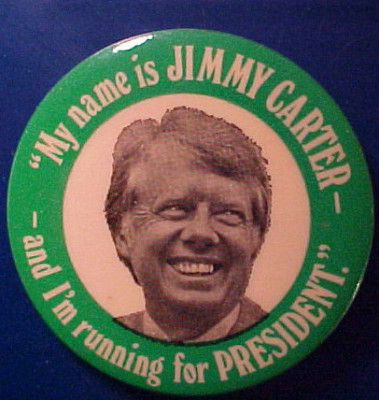 "My name is JIMMY CARTER –
– and I'm running for PRESIDENT."